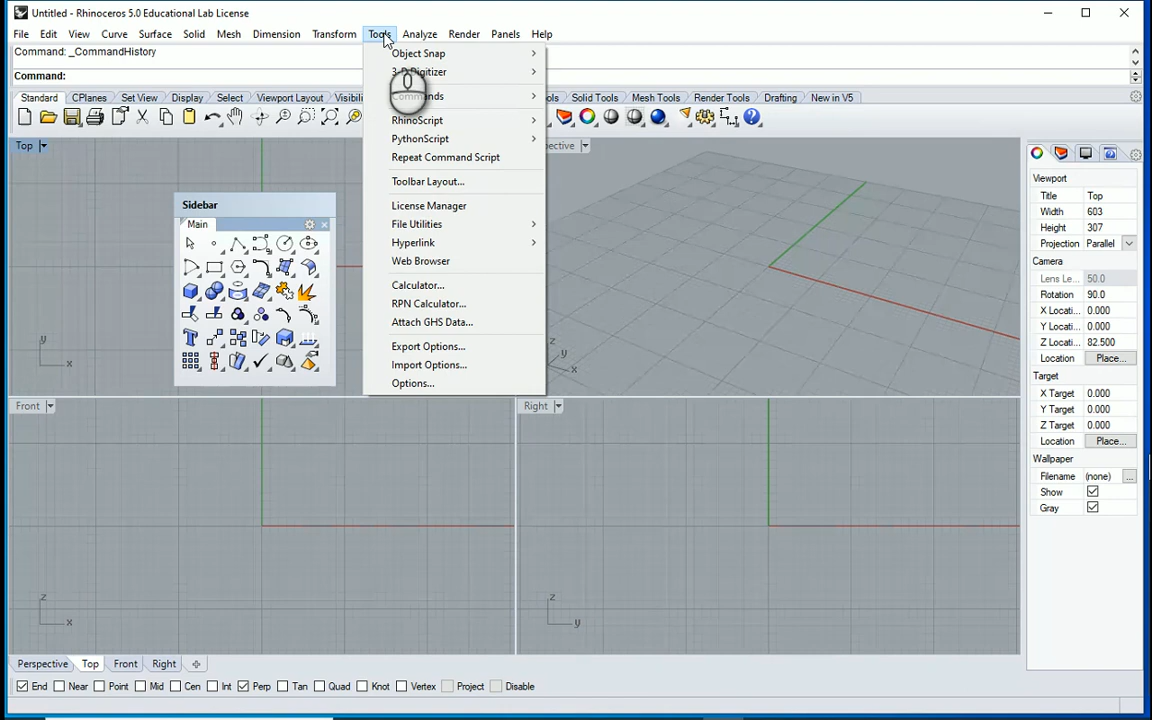 Untitled - Rhinoceros 5.0 Educational Lab License
File Edit View Curve Surface Solid Mesh Dimension Transform Tools Analyze Render Panels Help
Command: _CommandHistory
Command:
Standard CPlanes Set View Display Select Viewport Layout Visibili ols Solid Tools Mesh Tools Render Tools Drafting New in V5
Object Snap
3-D Digitizer
Commands
RhinoScript
PythonScript
Repeat Command Script
Toolbar Layout...
License Manager
File Utilities
Hyperlink
Web Browser
Calculator...
RPN Calculator...
Attach GHS Data...
Export Options...
Import Options...
Options...
Top
Sidebar
Main
y
x
spective
z
y
x
Front
z
x
Right
z
y
Viewport
Title Top
Width 603
Height 307
Projection Parallel
Camera
Lens Le... 50.0
Rotation 90.0
X Locati... 0.000
Y Locati... 0.000
Z Locati... 82.500
Location Place...
Target
X Target 0.000
Y Target 0.000
Z Target 0.000
Location Place...
Wallpaper
Filename (none) ...
Show
Gray
Perspective Top Front Right
End Near Point Mid Cen Int Perp Tan Quad Knot Vertex Project Disable